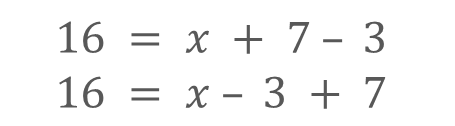 16 = x + 7 – 3
16 = x – 3 + 7